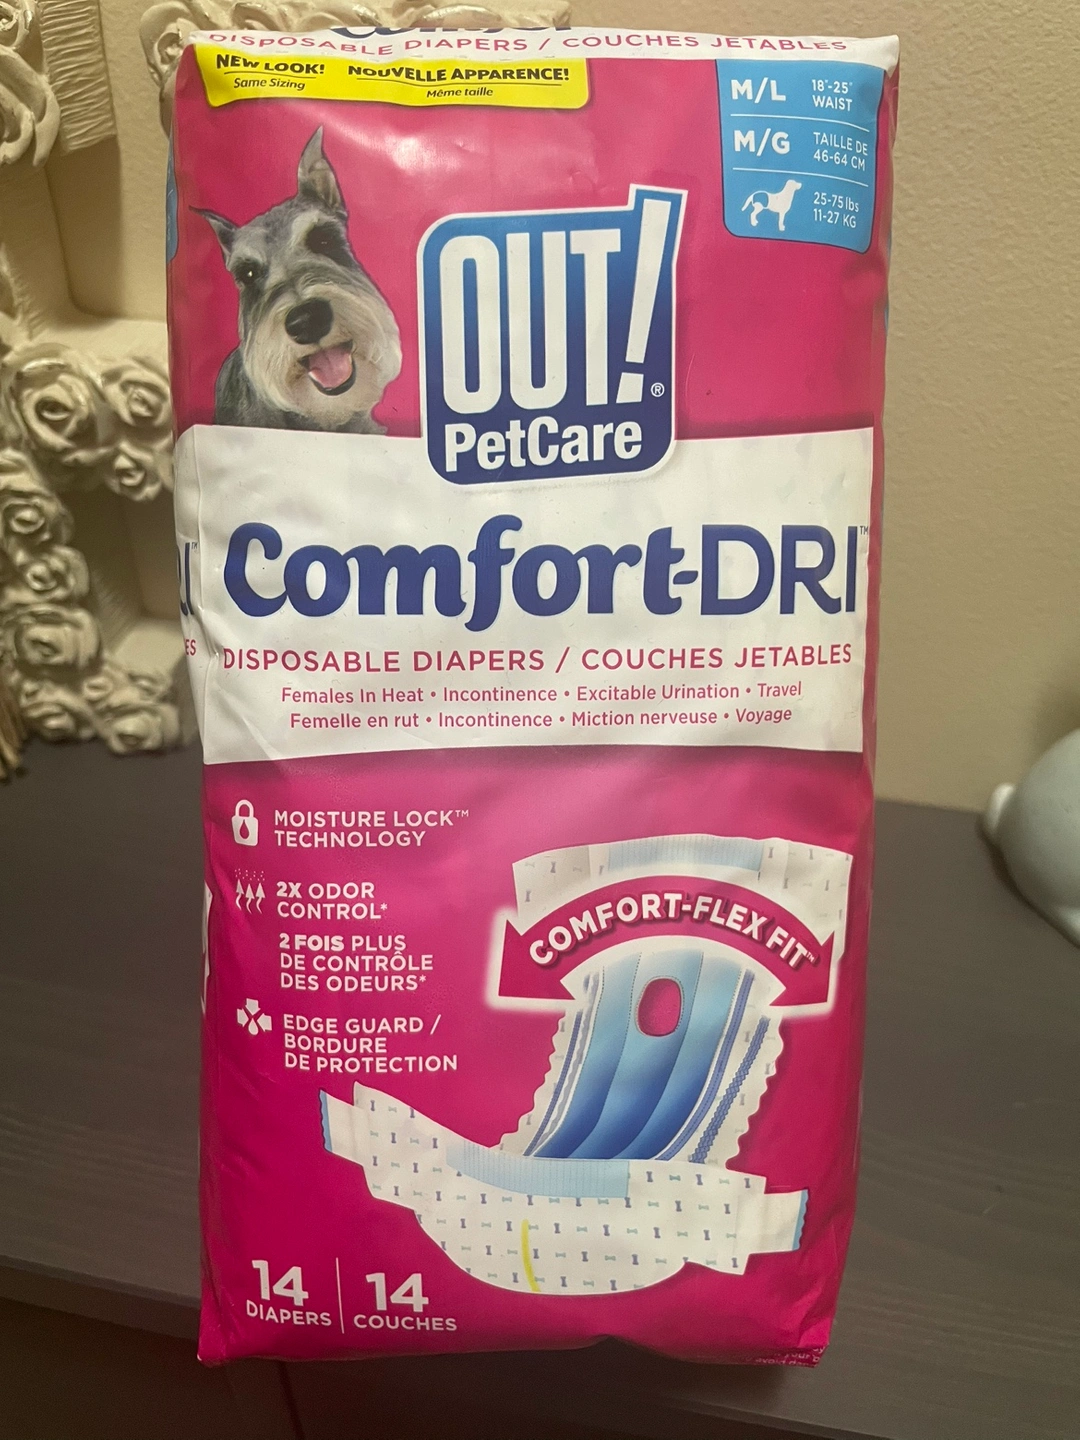 DISPOSABLE DIAPERS / COUCHES JETABLES
NEW LOOK!
Same Sizing
NOUVELLE APPARENCE!
Même taille
M/L
18"-25"
WAIST
M/G
TAILLE DE
46-64 CM
25-75 lbs
11-27 KG
OUT!®
PetCare
Comfort-DRI™
DISPOSABLE DIAPERS / COUCHES JETABLES
Females In Heat • Incontinence • Excitable Urination • Travel
Femelle en rut • Incontinence • Miction nerveuse • Voyage
MOISTURE LOCK™
TECHNOLOGY
2X ODOR
CONTROL*
2 FOIS PLUS
DE CONTRÔLE
DES ODEURS*
EDGE GUARD /
BORDURE
DE PROTECTION
COMFORT-FLEX FIT™
14
DIAPERS
14
COUCHES